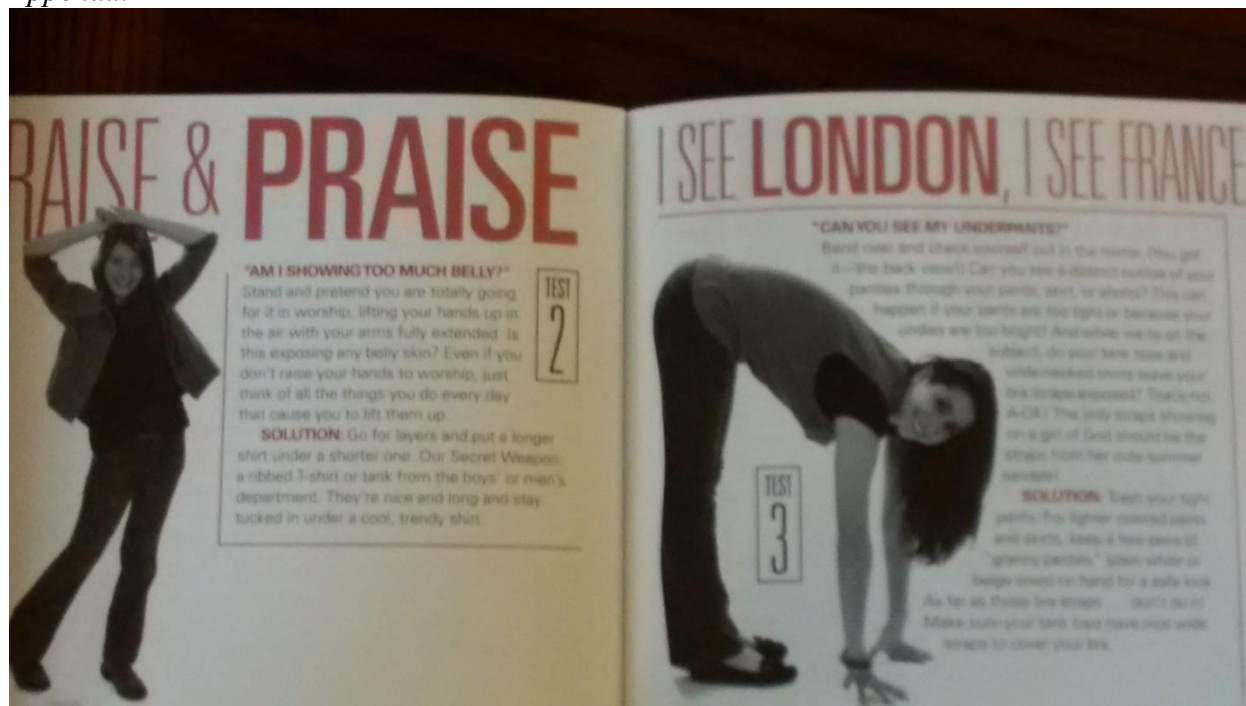 RAISE & PRAISE
"AM I SHOWING TOO MUCH BELLY?"
Stand and pretend you are totally going
for it in worship, lifting your hands up in
the air with your arms fully extended. Is
this exposing any belly skin? Even if you
don't raise your hands to worship, just
think of all the things you do every day
that cause you to lift them up.
SOLUTION: Go for layers and put a longer
shirt under a shorter one. Our Secret Weapon:
a ribbed T-shirt or tank from the boys' or men's
department. They're nice and long and stay
tucked in under a cool, trendy shirt.
TEST
2
I SEE LONDON, I SEE FRANCE
"CAN YOU SEE MY UNDERPANTS?"
Bend over and check yourself out in the mirror. (You got
it—the back view!) Can you see a distinct outline of your
panties through your pants, skirt, or shorts? This can
happen if your pants are too tight or because your
undies are too bright! And while we're on the
subject, do your tank tops and
wide-necked shirts leave your
bra straps exposed? That's not
A-OK! The only straps showing
on a girl of God should be the
straps from her cute summer
sandals!
SOLUTION: Trash your tight
pants. For lighter colored pants
and skirts, keep a few pairs of
"granny panties" (plain white or
beige ones) on hand for a safe look.
As far as those bra straps . . . don't do it!
Make sure your tank tops have nice wide
straps to cover your bra.
TEST
3